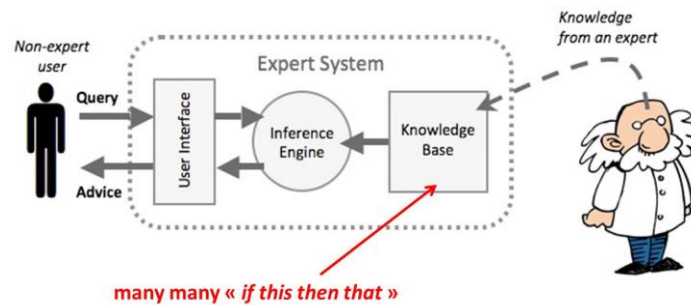 Non-expert
user
Knowledge
from an expert
Expert System
Query
Advice
User Interface
Inference
Engine
Knowledge
Base
many many « if this then that »